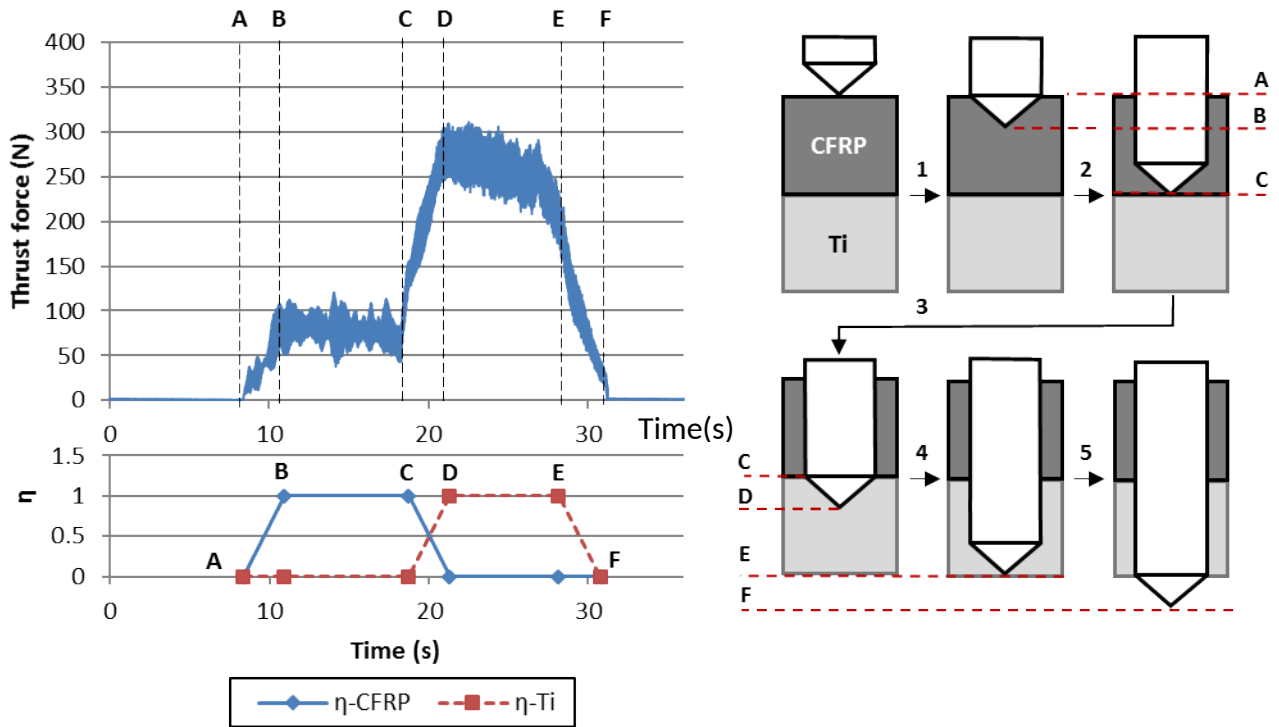 A B C D E F
400
350
300
250
200
150
100
50
0
Thrust force (N)
0 10 20 30
Time(s)
1.5
1
0.5
0
η
A
B
C
D
E
F
0 10 20 30
Time (s)
η-CFRP η-Ti
CFRP
Ti
1
2
A
B
C
3
C
D
E
F
4
5